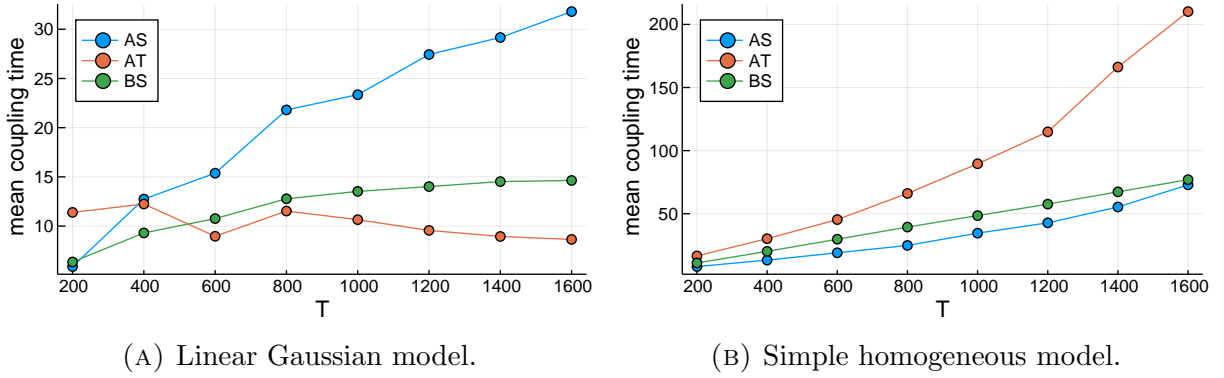 30
25
20
15
10
mean coupling time
AS
AT
BS
200 400 600 800 1000 1200 1400 1600
T
(A) Linear Gaussian model.
200
150
100
50
mean coupling time
AS
AT
BS
200 400 600 800 1000 1200 1400 1600
T
(B) Simple homogeneous model.